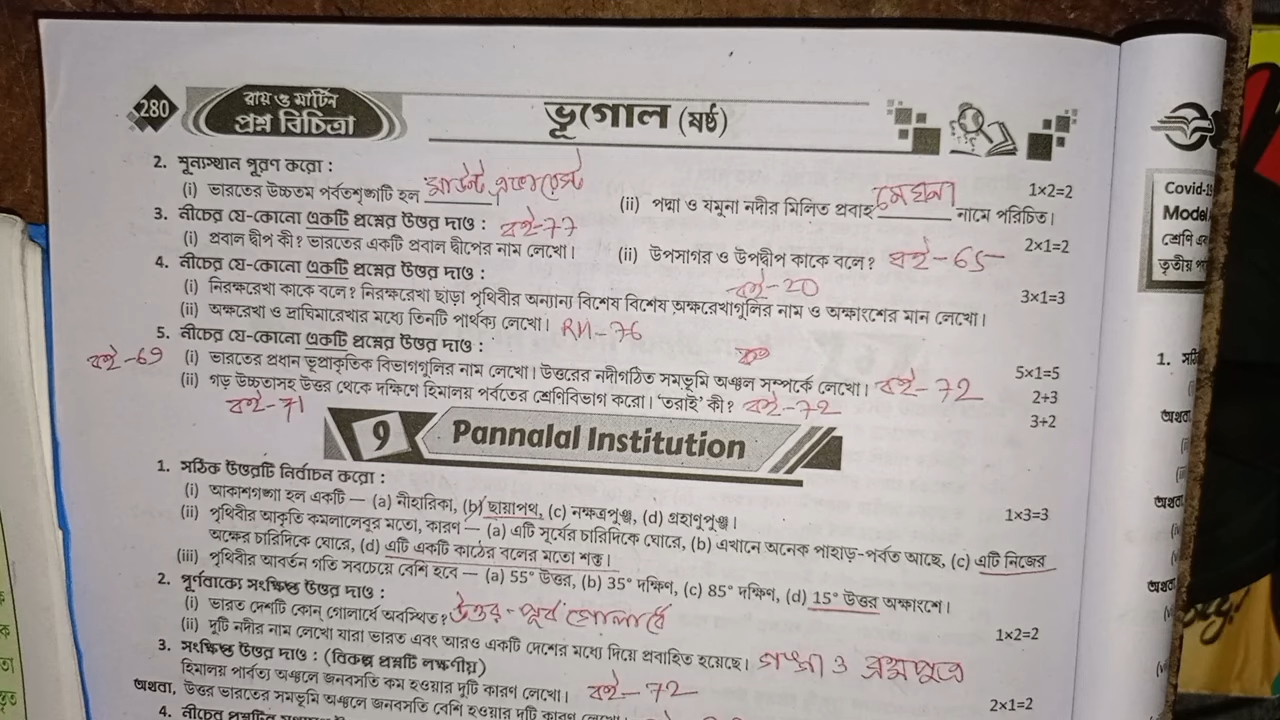 280 রায় ও মার্টিন প্রশ্ন বিচিত্রা ভূগোল (ষষ্ঠ)
2. শূন্যস্থান পূরণ করো : 1×2=2
(i) ভারতের উচ্চতম পর্বতশৃঙ্গটি হল মাউন্ট এভারেস্ট (ii) পদ্মা ও যমুনা নদীর মিলিত প্রবাহ মেঘনা নামে পরিচিত।
3. নীচের যে-কোনো একটি প্রশ্নের উত্তর দাও : বই-77 2×1=2
(i) প্রবাল দ্বীপ কী? ভারতের একটি প্রবাল দ্বীপের নাম লেখো। (ii) উপসাগর ও উপদ্বীপ কাকে বলে? বই-65
4. নীচের যে-কোনো একটি প্রশ্নের উত্তর দাও : বই-20 3×1=3
(i) নিরক্ষরেখা কাকে বলে? নিরক্ষরেখা ছাড়া পৃথিবীর অন্যান্য বিশেষ বিশেষ অক্ষরেখাগুলির নাম ও অক্ষাংশের মান লেখো।
(ii) অক্ষরেখা ও দ্রাঘিমারেখার মধ্যে তিনটি পার্থক্য লেখো। RM-76
5. নীচের যে-কোনো একটি প্রশ্নের উত্তর দাও : 5×1=5
বই-69 (i) ভারতের প্রধান ভূপ্রাকৃতিক বিভাগগুলির নাম লেখো। উত্তরের নদীগঠিত সমভূমি অঞ্চল সম্পর্কে লেখো। বই-72 2+3
(ii) গড় উচ্চতাসহ উত্তর থেকে দক্ষিণে হিমালয় পর্বতের শ্রেণিবিভাগ করো। 'তরাই' কী? বই-72 3+2
বই-71
9 Pannalal Institution
1. সঠিক উত্তরটি নির্বাচন করো : 1×3=3
(i) আকাশগঙ্গা হল একটি — (a) নীহারিকা, (b) ছায়াপথ, (c) নক্ষত্রপুঞ্জ, (d) গ্রহাণুপুঞ্জ।
(ii) পৃথিবীর আকৃতি কমলালেবুর মতো, কারণ — (a) এটি সূর্যের চারিদিকে ঘোরে, (b) এখানে অনেক পাহাড়-পর্বত আছে, (c) এটি নিজের
অক্ষের চারিদিকে ঘোরে, (d) এটি একটি কাঠের বলের মতো শক্ত।
(iii) পৃথিবীর আবর্তন গতি সবচেয়ে বেশি হবে — (a) 55° উত্তর, (b) 35° দক্ষিণ, (c) 85° দক্ষিণ, (d) 15° উত্তর অক্ষাংশে।
2. পূর্ণবাক্যে সংক্ষিপ্ত উত্তর দাও : 1×2=2
(i) ভারত দেশটি কোন্ গোলার্ধে অবস্থিত? উত্তর-পূর্ব গোলার্ধে
(ii) দুটি নদীর নাম লেখো যারা ভারত এবং আরও একটি দেশের মধ্যে দিয়ে প্রবাহিত হয়েছে। গঙ্গা ও ব্রহ্মপুত্র
3. সংক্ষিপ্ত উত্তর দাও : (বিকল্প প্রশ্নটি লক্ষণীয়) 2×1=2
হিমালয় পার্বত্য অঞ্চলে জনবসতি কম হওয়ার দুটি কারণ লেখো। বই-72
অথবা, উত্তর ভারতের সমভূমি অঞ্চলে জনবসতি বেশি হওয়ার দুটি কারণ লেখো।
4. নীচের
Covid-19
Model
শ্রেণি
তৃতীয়
1.
অথবা
অথবা
অথবা